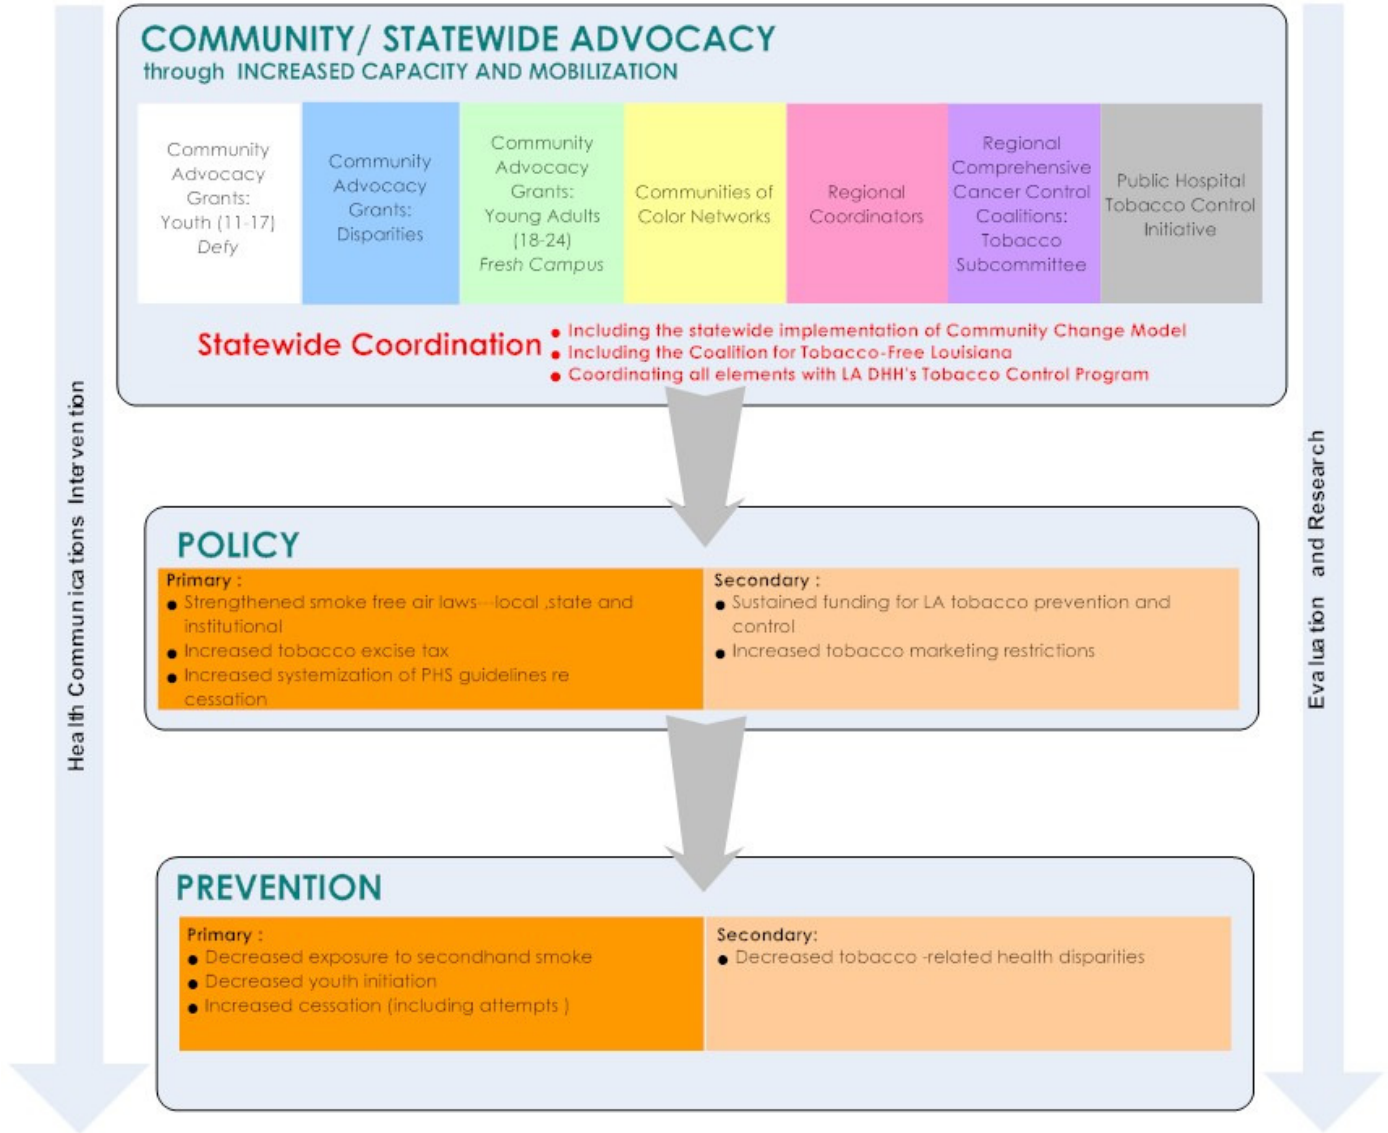 COMMUNITY/ STATEWIDE ADVOCACY
through INCREASED CAPACITY AND MOBILIZATION
Community
Advocacy
Grants:
Youth (11-17)
Defy
Community
Advocacy
Grants:
Disparities
Community
Advocacy
Grants:
Young Adults
(18-24)
Fresh Campus
Communities of
Color Networks
Regional
Coordinators
Regional
Comprehensive
Cancer Control
Coalitions:
Tobacco
Subcommittee
Public Hospital
Tobacco Control
Initiative
Statewide Coordination
● Including the statewide implementation of Community Change Model
● Including the Coalition for Tobacco-Free Louisiana
● Coordinating all elements with LA DHH's Tobacco Control Program
Health Communications Intervention
Evaluation and Research
POLICY
Primary :
● Strengthened smoke free air laws---local ,state and
institutional
● Increased tobacco excise tax
● Increased systemization of PHS guidelines re
cessation
Secondary :
● Sustained funding for LA tobacco prevention and
control
● Increased tobacco marketing restrictions
PREVENTION
Primary :
● Decreased exposure to secondhand smoke
● Decreased youth initiation
● Increased cessation (including attempts )
Secondary:
● Decreased tobacco -related health disparities